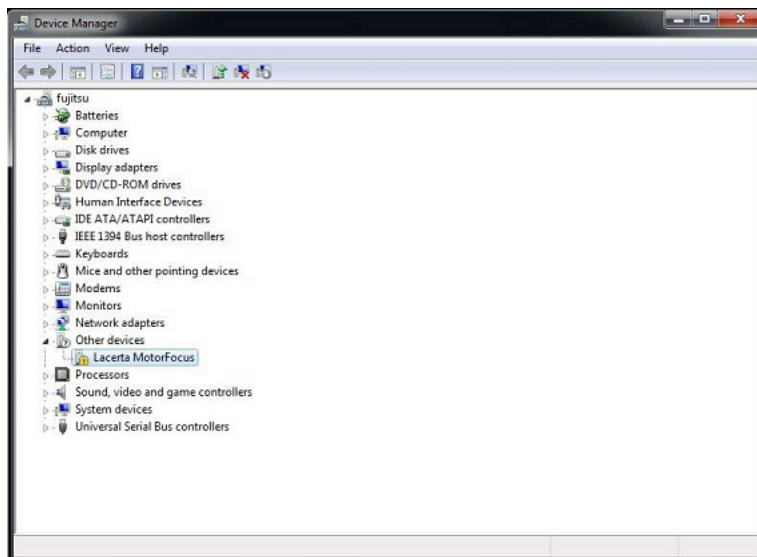 Device Manager
File Action View Help
fujitsu
Batteries
Computer
Disk drives
Display adapters
DVD/CD-ROM drives
Human Interface Devices
IDE ATA/ATAPI controllers
IEEE 1394 Bus host controllers
Keyboards
Mice and other pointing devices
Modems
Monitors
Network adapters
Other devices
Lacerta MotorFocus
Processors
Sound, video and game controllers
System devices
Universal Serial Bus controllers